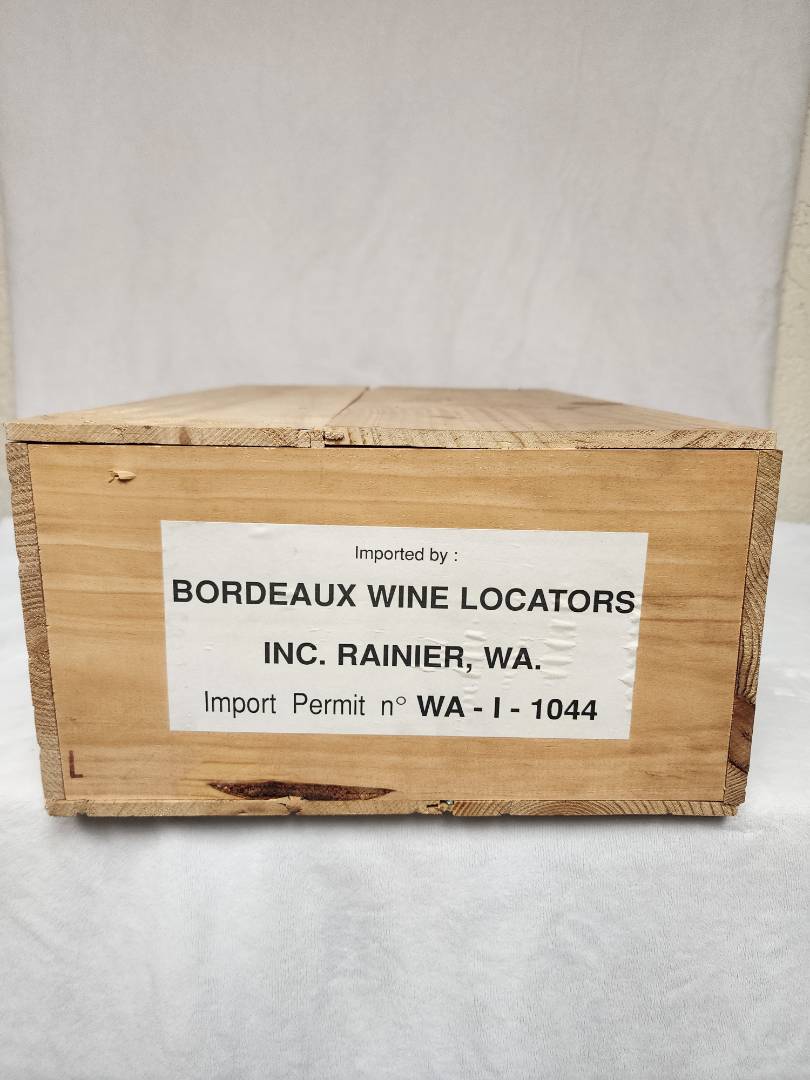 Imported by :
BORDEAUX WINE LOCATORS
INC. RAINIER, WA.
Import Permit n° WA - I - 1044
L